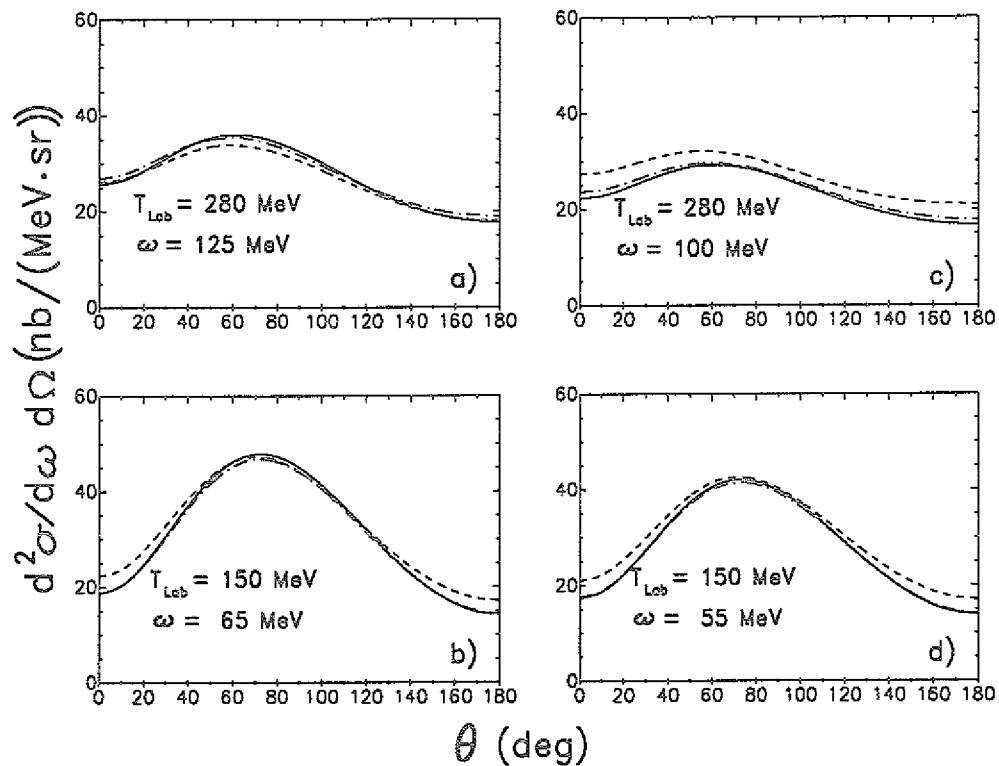 d²σ/dω dΩ (nb/(MeV·sr))
60
40
20
0
T_Lab = 280 MeV
ω = 125 MeV
a)
0 20 40 60 80 100 120 140 160 180
60
40
20
0
T_Lab = 280 MeV
ω = 100 MeV
c)
0 20 40 60 80 100 120 140 160 180
60
40
20
0
T_Lab = 150 MeV
ω = 65 MeV
b)
0 20 40 60 80 100 120 140 160 180
60
40
20
0
T_Lab = 150 MeV
ω = 55 MeV
d)
0 20 40 60 80 100 120 140 160 180
θ (deg)